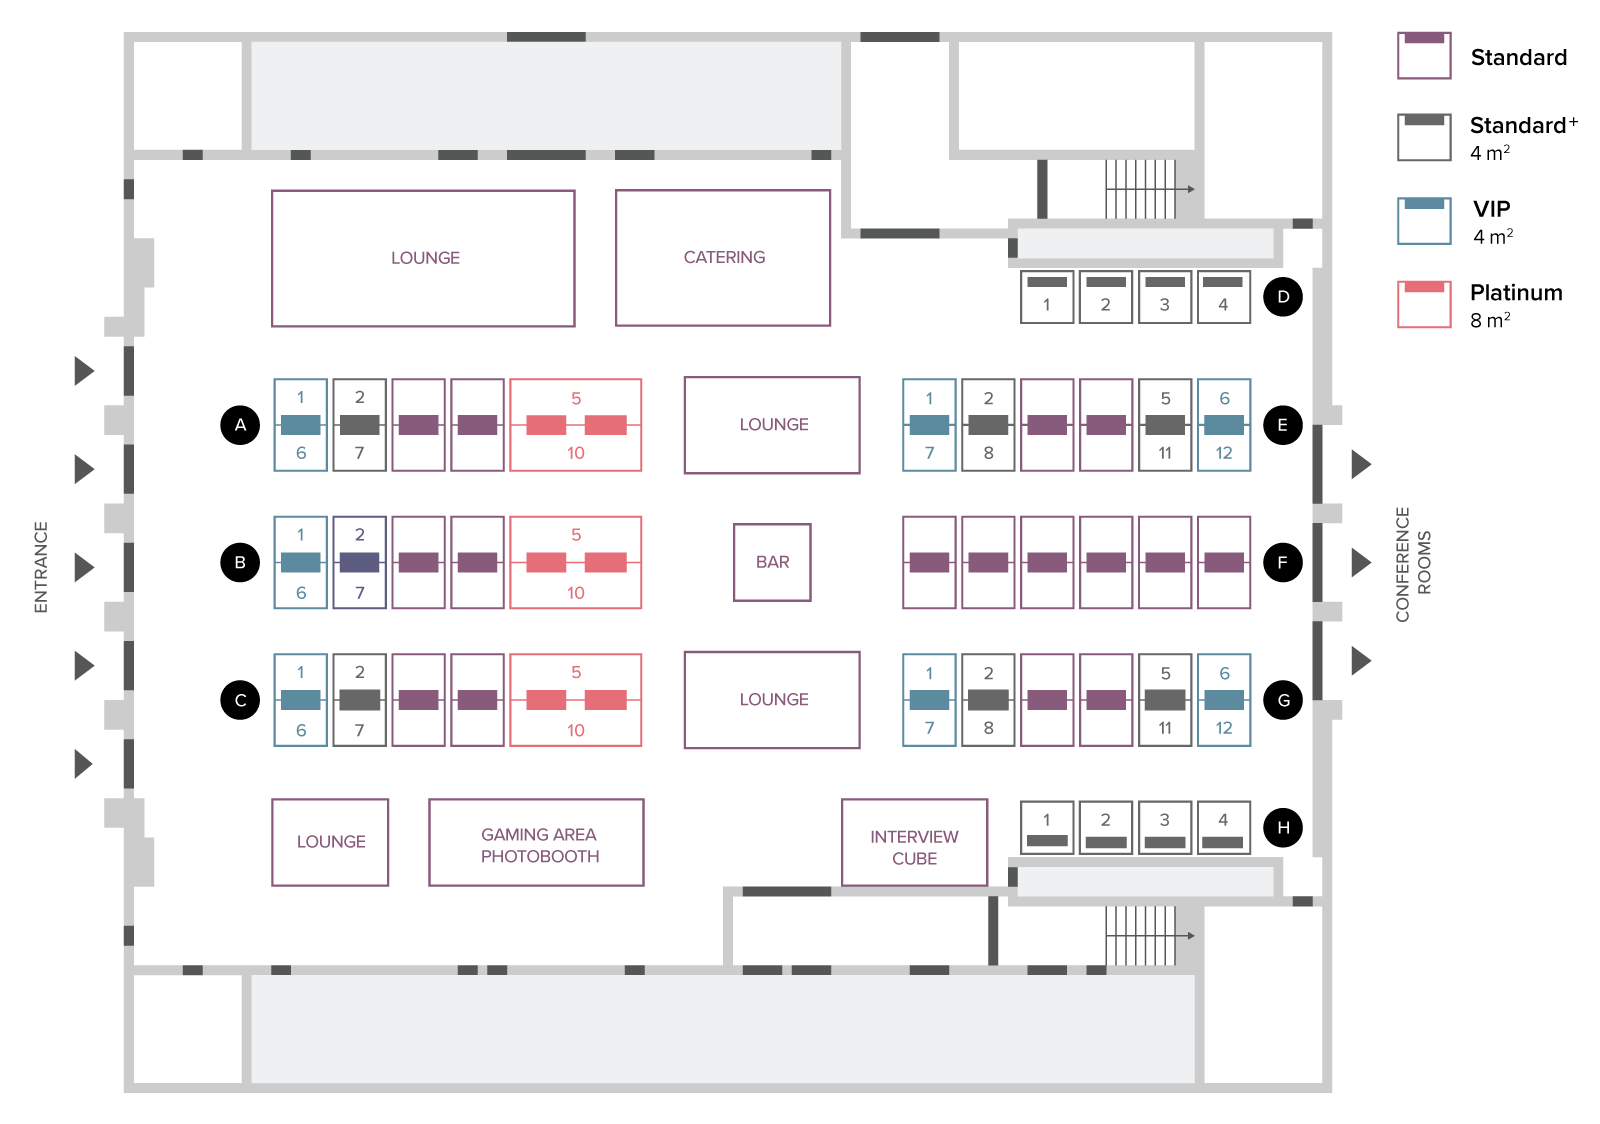 Standard
Standard+
4 m²
VIP
4 m²
Platinum
8 m²
LOUNGE
CATERING
1 2 3 4 D
A 1 2 5
6 7 10
LOUNGE
1 2 5 6 E
7 8 11 12
B 1 2 5
6 7 10
BAR
F
C 1 2 5
6 7 10
LOUNGE
1 2 5 6 G
7 8 11 12
LOUNGE
GAMING AREA
PHOTOBOOTH
INTERVIEW
CUBE
1 2 3 4 H
ENTRANCE
CONFERENCE
ROOMS